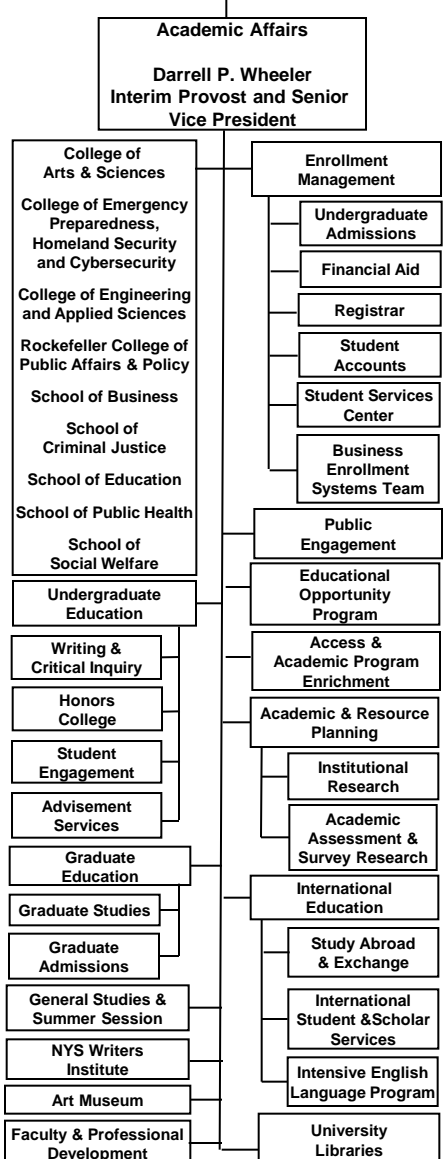 Academic Affairs
Darrell P. Wheeler
Interim Provost and Senior
Vice President
College of
Arts & Sciences
College of Emergency
Preparedness,
Homeland Security
and Cybersecurity
College of Engineering
and Applied Sciences
Rockefeller College of
Public Affairs & Policy
School of Business
School of
Criminal Justice
School of Education
School of Public Health
School of
Social Welfare
Undergraduate
Education
Writing &
Critical Inquiry
Honors
College
Student
Engagement
Advisement
Services
Graduate
Education
Graduate Studies
Graduate
Admissions
General Studies &
Summer Session
NYS Writers
Institute
Art Museum
Faculty & Professional
Development
Enrollment
Management
Undergraduate
Admissions
Financial Aid
Registrar
Student
Accounts
Student Services
Center
Business
Enrollment
Systems Team
Public
Engagement
Educational
Opportunity
Program
Access &
Academic Program
Enrichment
Academic & Resource
Planning
Institutional
Research
Academic
Assessment &
Survey Research
International
Education
Study Abroad
& Exchange
International
Student &Scholar
Services
Intensive English
Language Program
University
Libraries